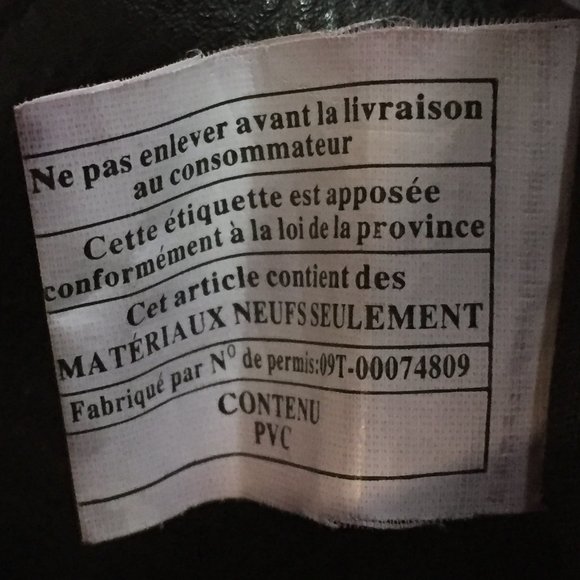 Ne pas enlever avant la livraison
au consommateur
Cette étiquette est apposée
conformément à la loi de la province
Cet article contient des
MATÉRIAUX NEUFS SEULEMENT
Fabriqué par N° de permis:09T-00074809
CONTENU
PVC